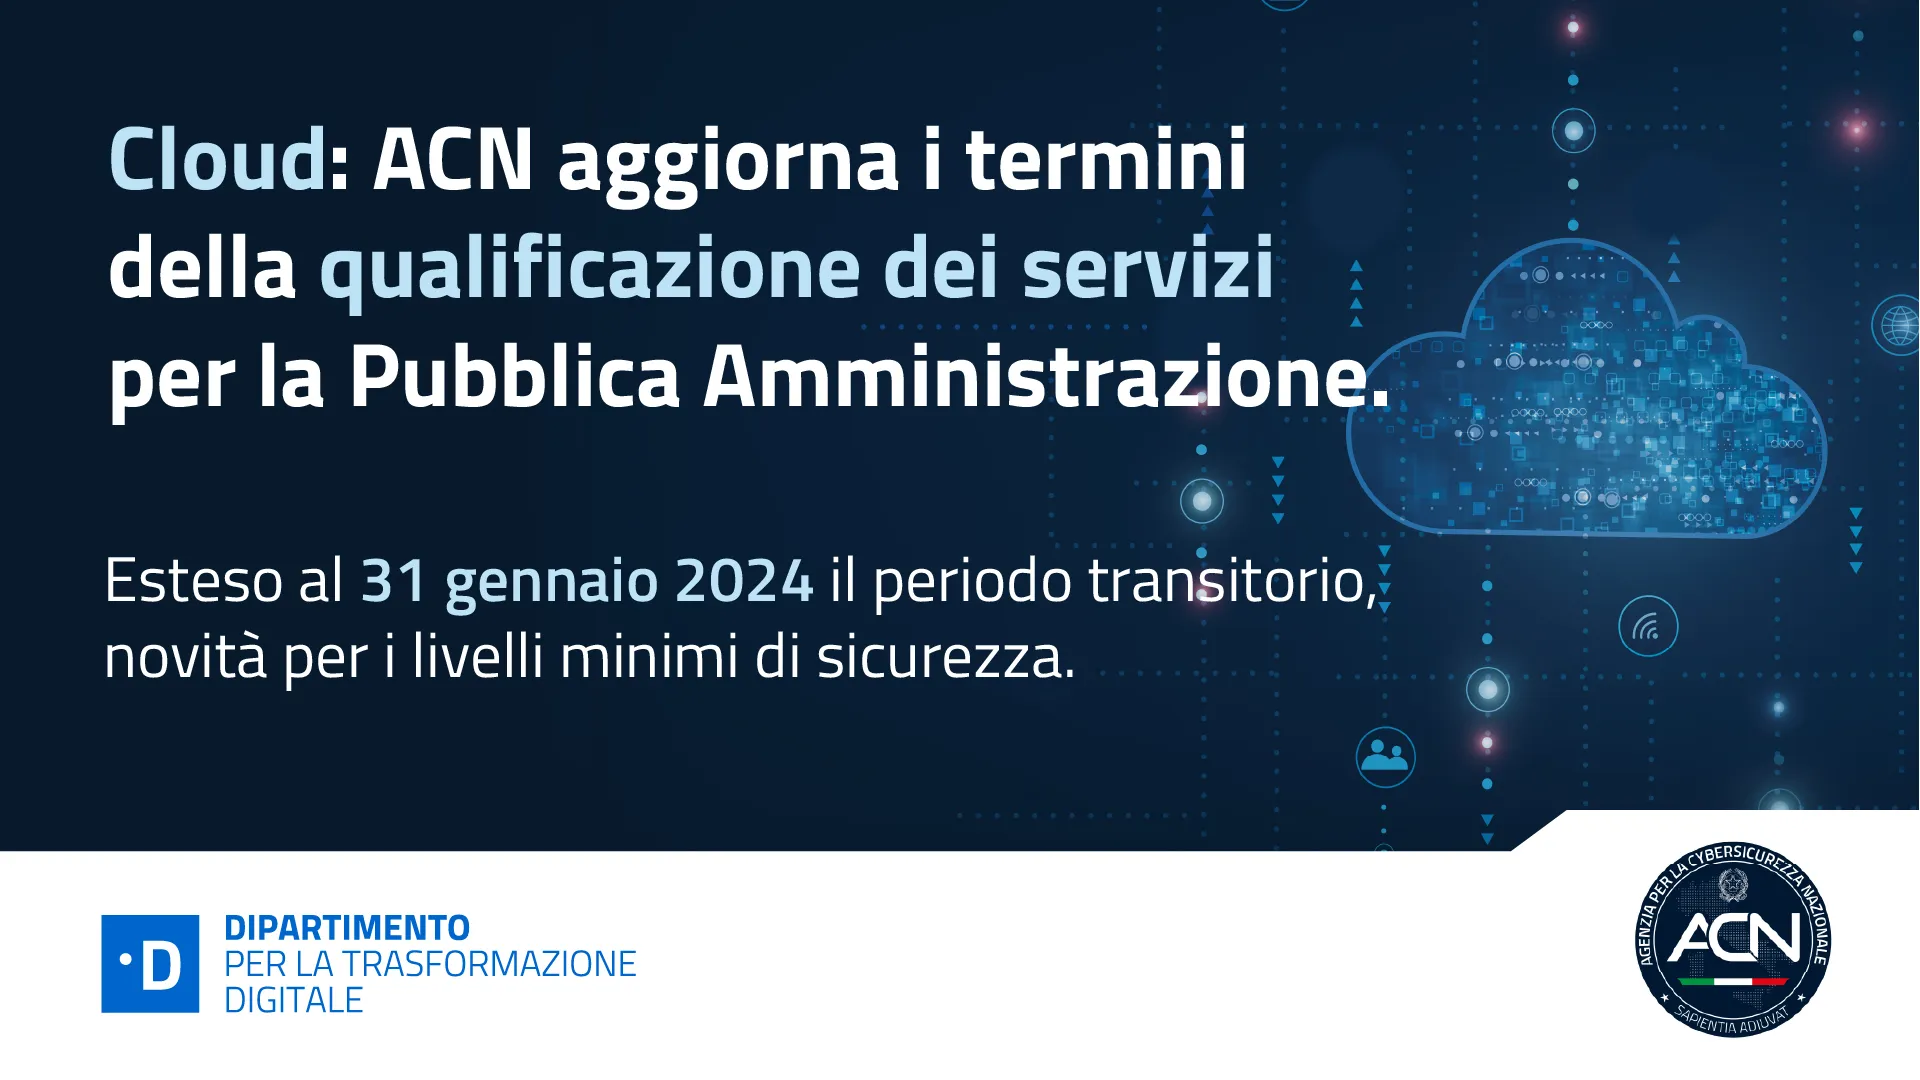 Cloud: ACN aggiorna i termini
della qualificazione dei servizi
per la Pubblica Amministrazione.
Esteso al 31 gennaio 2024 il periodo transitorio,
novità per i livelli minimi di sicurezza.
D
DIPARTIMENTO
PER LA TRASFORMAZIONE
DIGITALE
AGENZIA PER LA CYBERSICUREZZA NAZIONALE
ACN
SAPIENTIA ADIUVAT